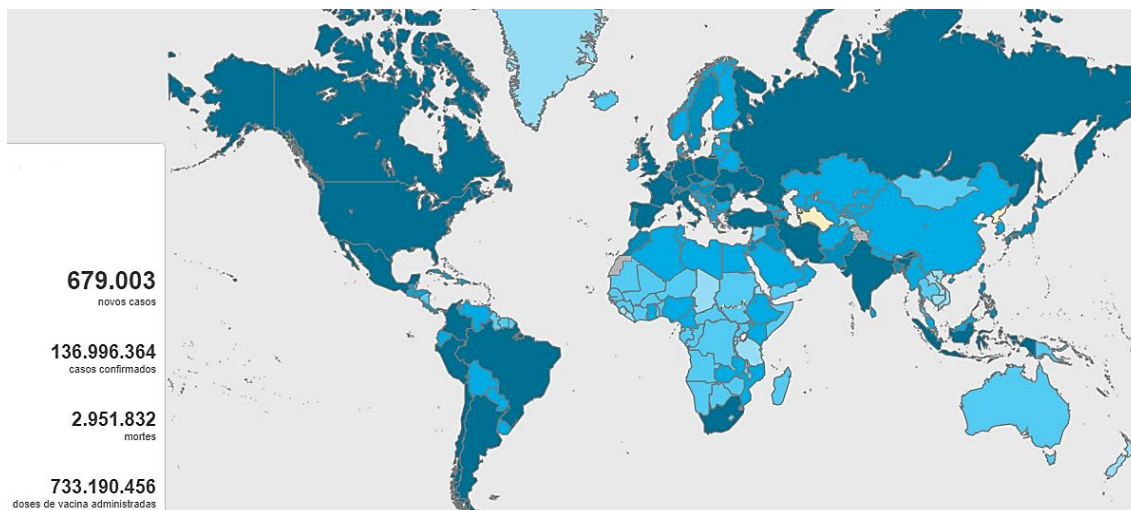 679.003
novos casos
136.996.364
casos confirmados
2.951.832
mortes
733.190.456
doses de vacina administradas